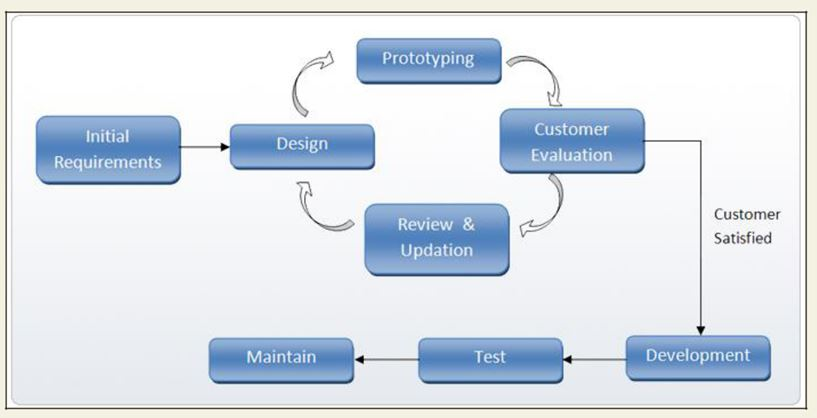 Prototyping
Initial
Requirements
Design
Customer
Evaluation
Review &
Updation
Customer
Satisfied
Maintain
Test
Development